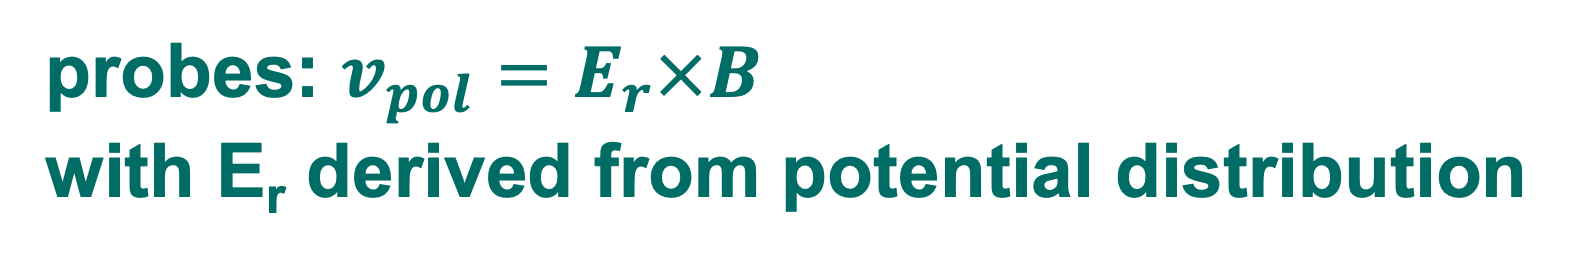 probes: v_pol = E_r×B
with E_r derived from potential distribution